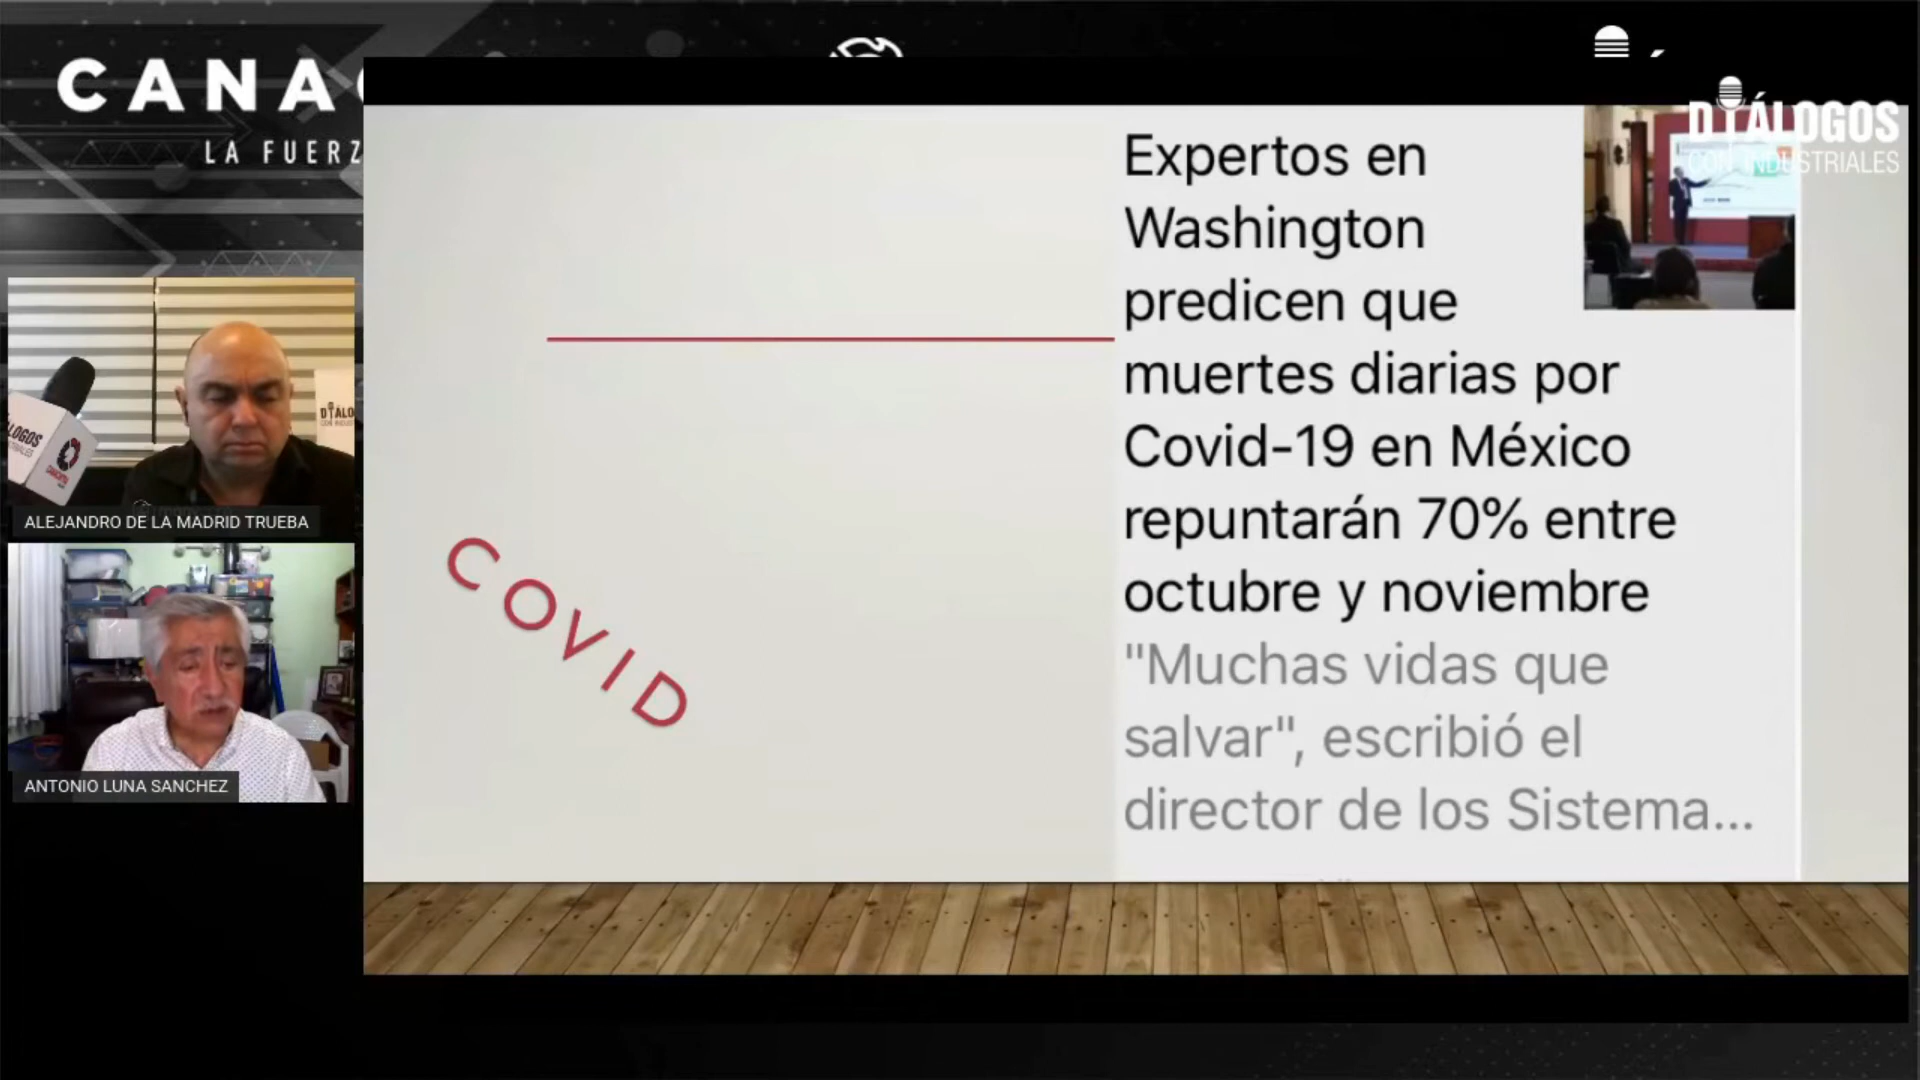 CANA
LA FUERZ
DIÁLOGOS
CON INDUSTRIALES
Expertos en
Washington
predicen que
muertes diarias por
Covid-19 en México
repuntarán 70% entre
octubre y noviembre
"Muchas vidas que
salvar", escribió el
director de los Sistema...
COVID
ALEJANDRO DE LA MADRID TRUEBA
ANTONIO LUNA SANCHEZ